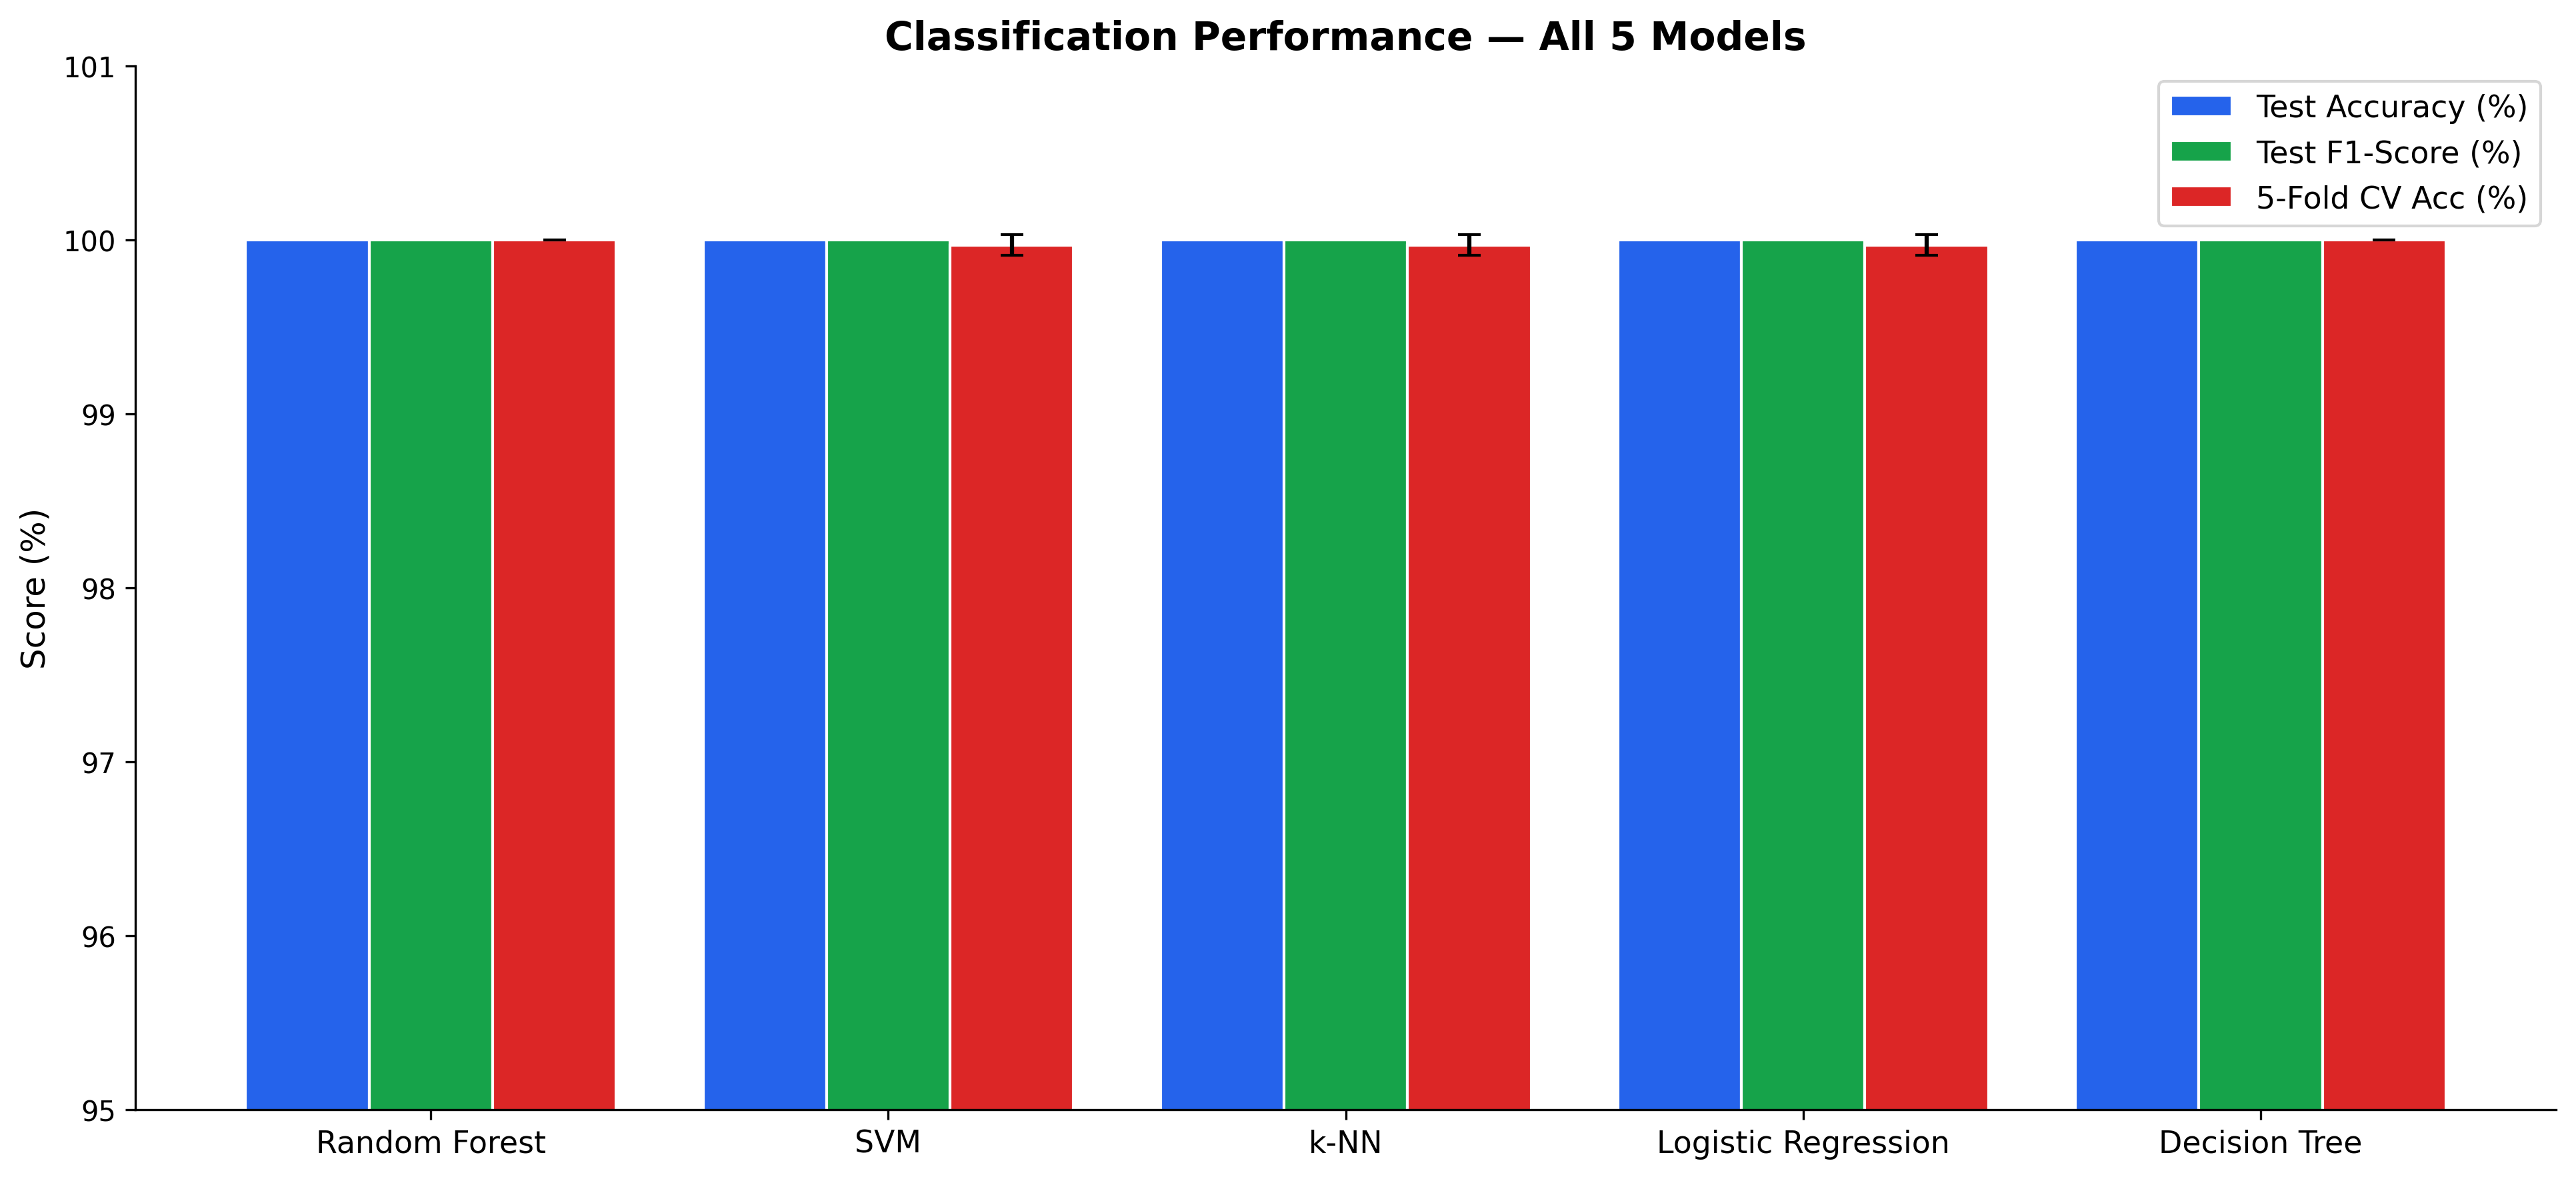 Classification Performance — All 5 Models
Test Accuracy (%)
Test F1-Score (%)
5-Fold CV Acc (%)
Score (%)
101
100
99
98
97
96
95
Random Forest
SVM
k-NN
Logistic Regression
Decision Tree